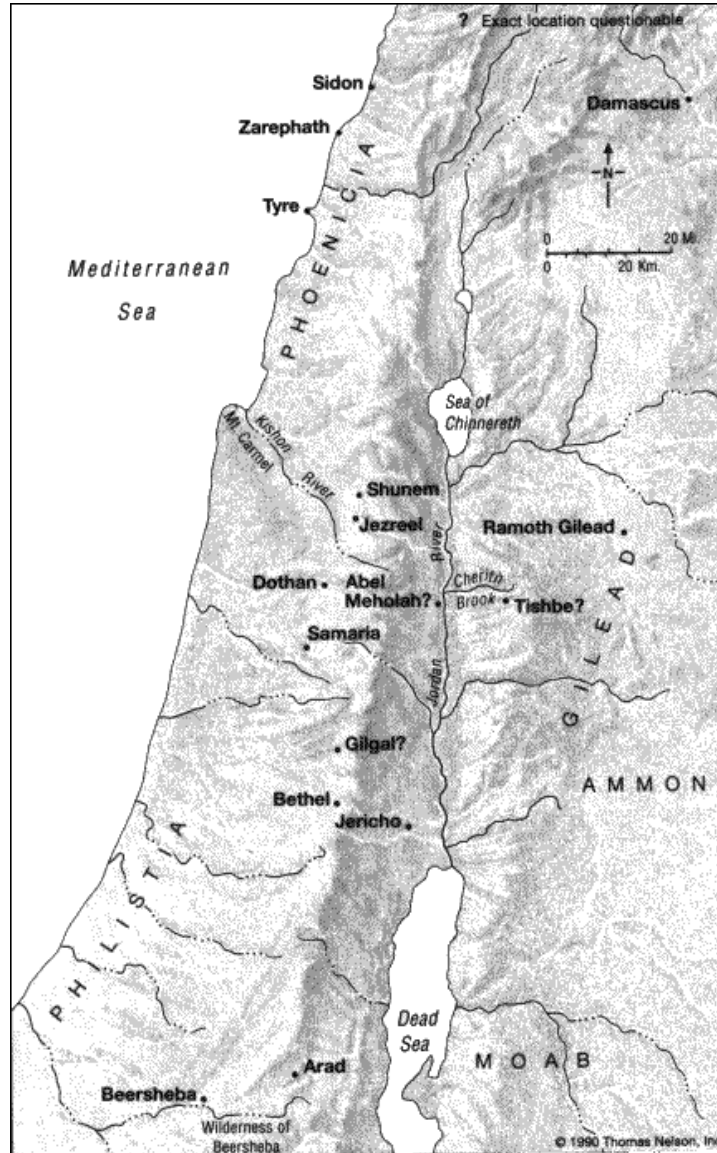 ? Exact location questionable
Sidon
Damascus
Zarephath
N
Tyre
0 20 Mi.
0 20 Km.
PHOENICIA
Mediterranean
Sea
Sea of
Chinnereth
Mt. Carmel
Kishon
River
Shunem
Jezreel
Ramoth Gilead
River
Jordan
Dothan
Abel
Meholah?
Cherith
Brook
Tishbe?
GILEAD
Samaria
Gilgal?
AMMON
Bethel
Jericho
PHILISTIA
Dead
Sea
MOAB
Arad
Beersheba
Wilderness of
Beersheba
© 1990 Thomas Nelson, Inc